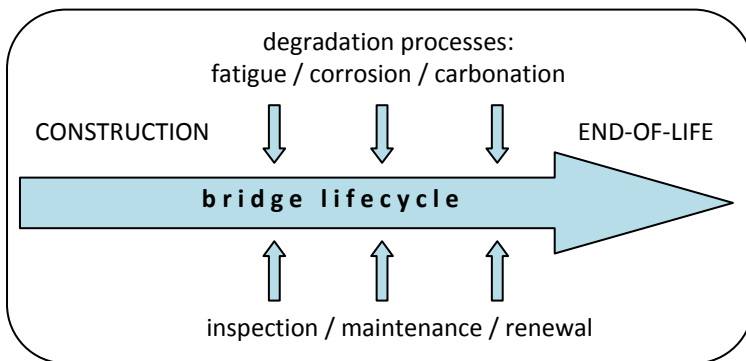 degradation processes:
fatigue / corrosion / carbonation
CONSTRUCTION
END-OF-LIFE
bridge lifecycle
inspection / maintenance / renewal